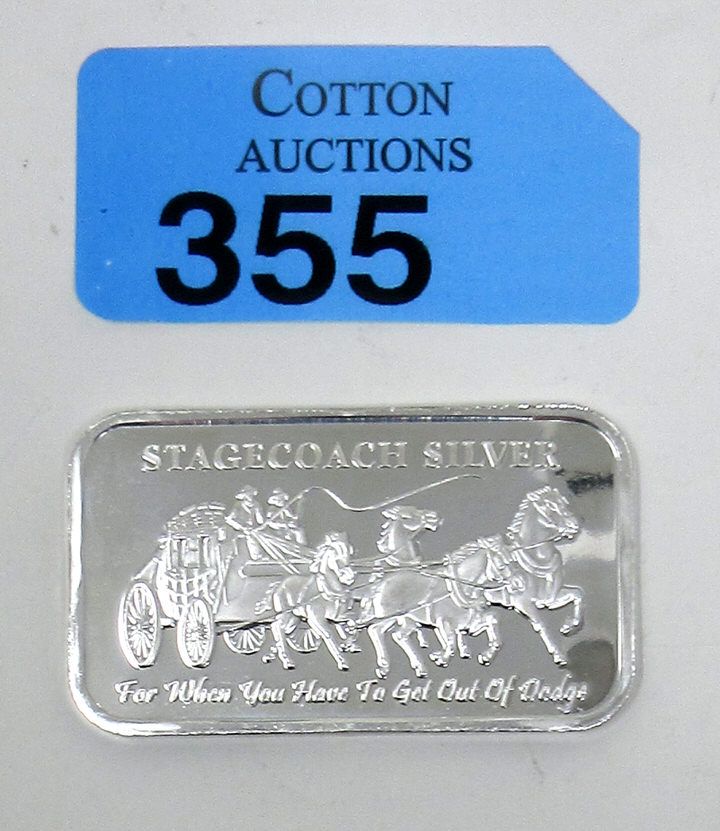 COTTON
AUCTIONS
355
STAGECOACH SILVER
For When You Have To Get Out Of Dodge